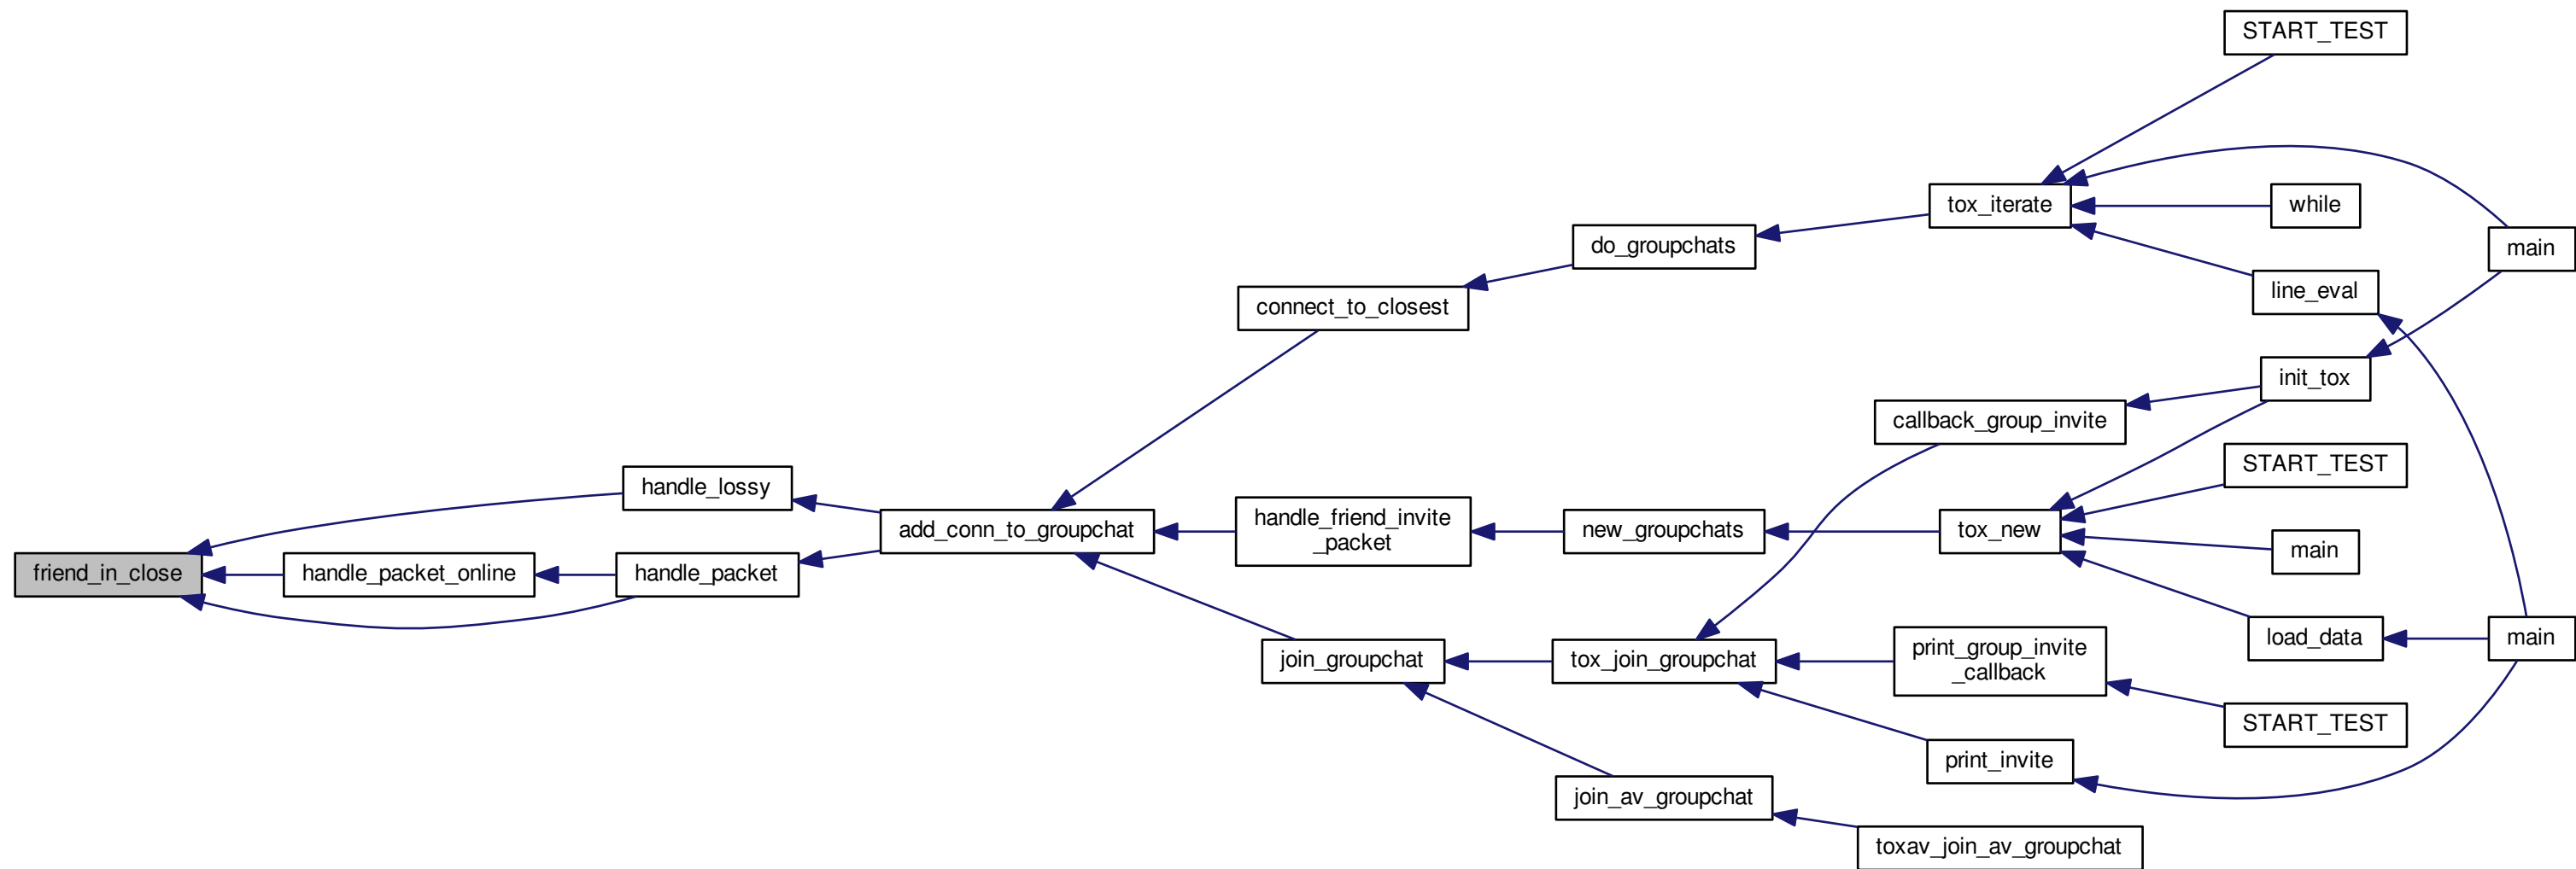 START_TEST
tox_iterate
while
do_groupchats
main
line_eval
connect_to_closest
init_tox
callback_group_invite
START_TEST
handle_lossy
add_conn_to_groupchat
handle_friend_invite
_packet
new_groupchats
tox_new
main
friend_in_close
handle_packet_online
handle_packet
load_data
main
join_groupchat
tox_join_groupchat
print_group_invite
_callback
START_TEST
print_invite
join_av_groupchat
toxav_join_av_groupchat